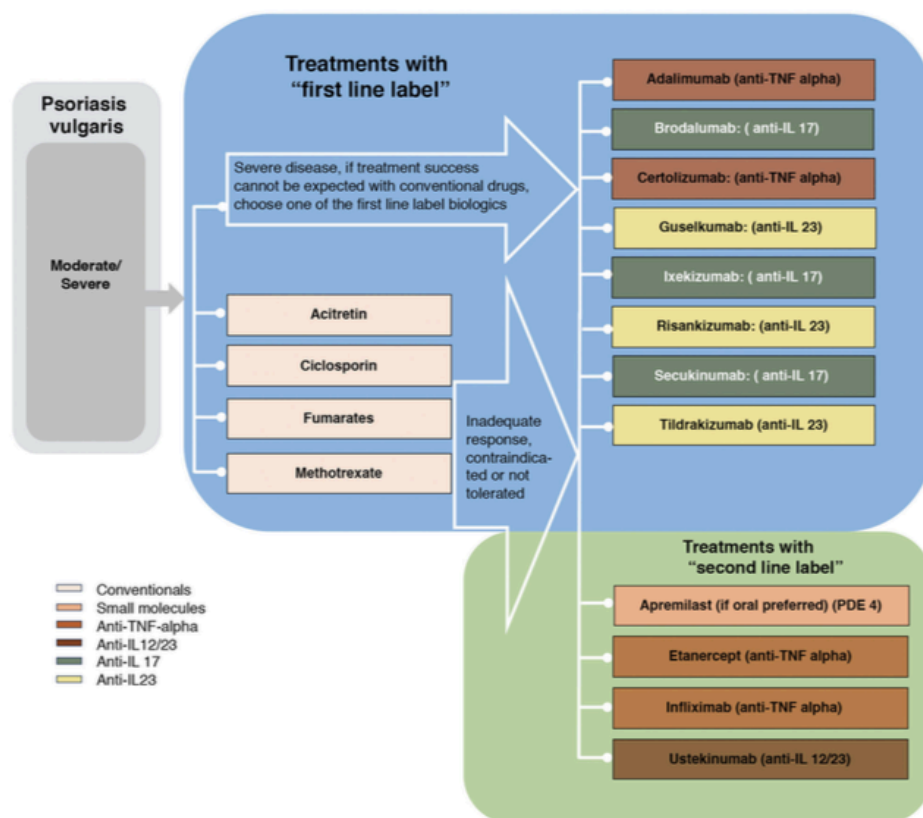 Psoriasis
vulgaris
Moderate/
Severe
Treatments with
“first line label”
Severe disease, if treatment success
cannot be expected with conventional drugs,
choose one of the first line label biologics
Acitretin
Ciclosporin
Fumarates
Methotrexate
Inadequate
response,
contraindica-
ted or not
tolerated
Adalimumab (anti-TNF alpha)
Brodalumab: ( anti-IL 17)
Certolizumab: (anti-TNF alpha)
Guselkumab: (anti-IL 23)
Ixekizumab: ( anti-IL 17)
Risankizumab: (anti-IL 23)
Secukinumab: ( anti-IL 17)
Tildrakizumab (anti-IL 23)
Treatments with
“second line label”
Apremilast (if oral preferred) (PDE 4)
Etanercept (anti-TNF alpha)
Infliximab (anti-TNF alpha)
Ustekinumab (anti-IL 12/23)
Conventionals
Small molecules
Anti-TNF-alpha
Anti-IL12/23
Anti-IL 17
Anti-IL23